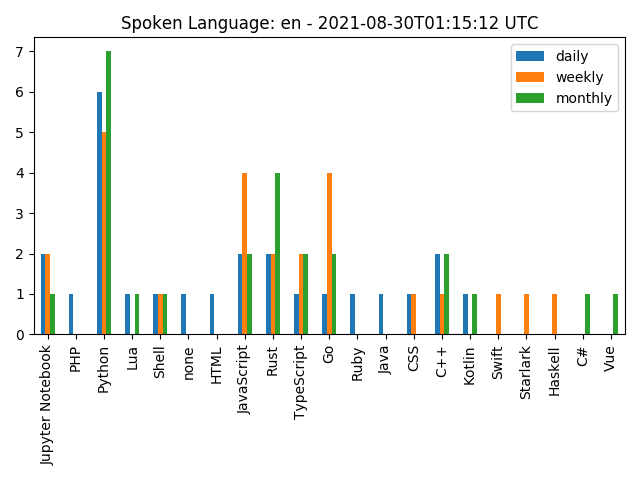 Spoken Language: en - 2021-08-30T01:15:12 UTC
daily
weekly
monthly
7
6
5
4
3
2
1
0
Jupyter Notebook
PHP
Python
Lua
Shell
none
HTML
JavaScript
Rust
TypeScript
Go
Ruby
Java
CSS
C++
Kotlin
Swift
Starlark
Haskell
C#
Vue